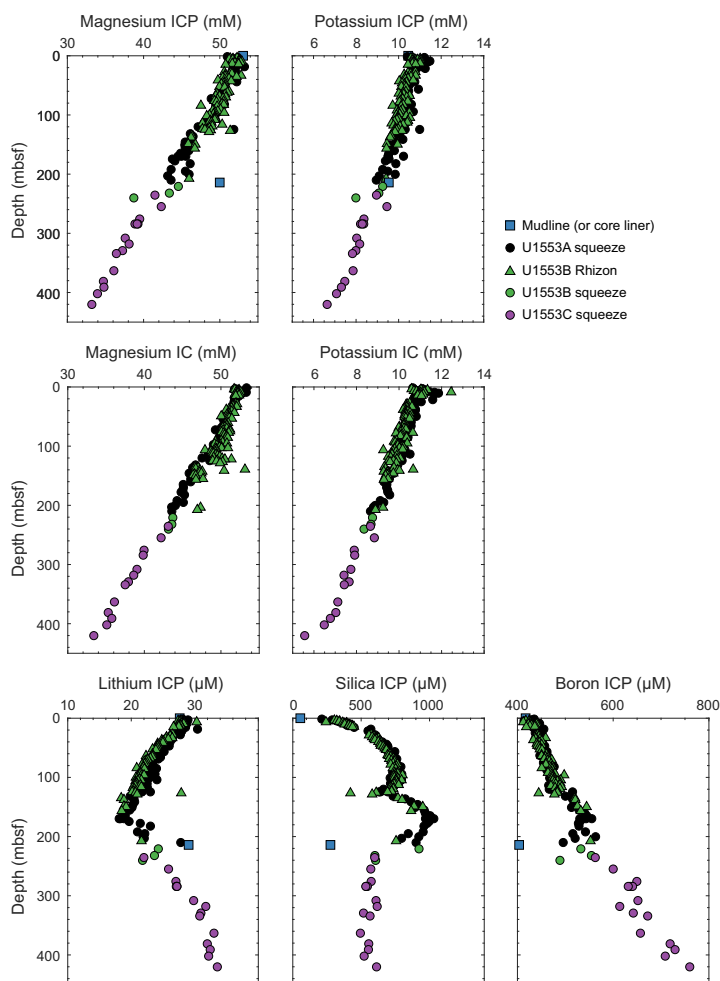 Magnesium ICP (mM)
30 40 50
Potassium ICP (mM)
6 8 10 12 14
Depth (mbsf)
0
100
200
300
400
Mudline (or core liner)
U1553A squeeze
U1553B Rhizon
U1553B squeeze
U1553C squeeze
Magnesium IC (mM)
30 40 50
Potassium IC (mM)
6 8 10 12 14
Depth (mbsf)
0
100
200
300
400
Lithium ICP (µM)
10 20 30
Silica ICP (µM)
0 500 1000
Boron ICP (µM)
400 600 800
Depth (mbsf)
0
100
200
300
400